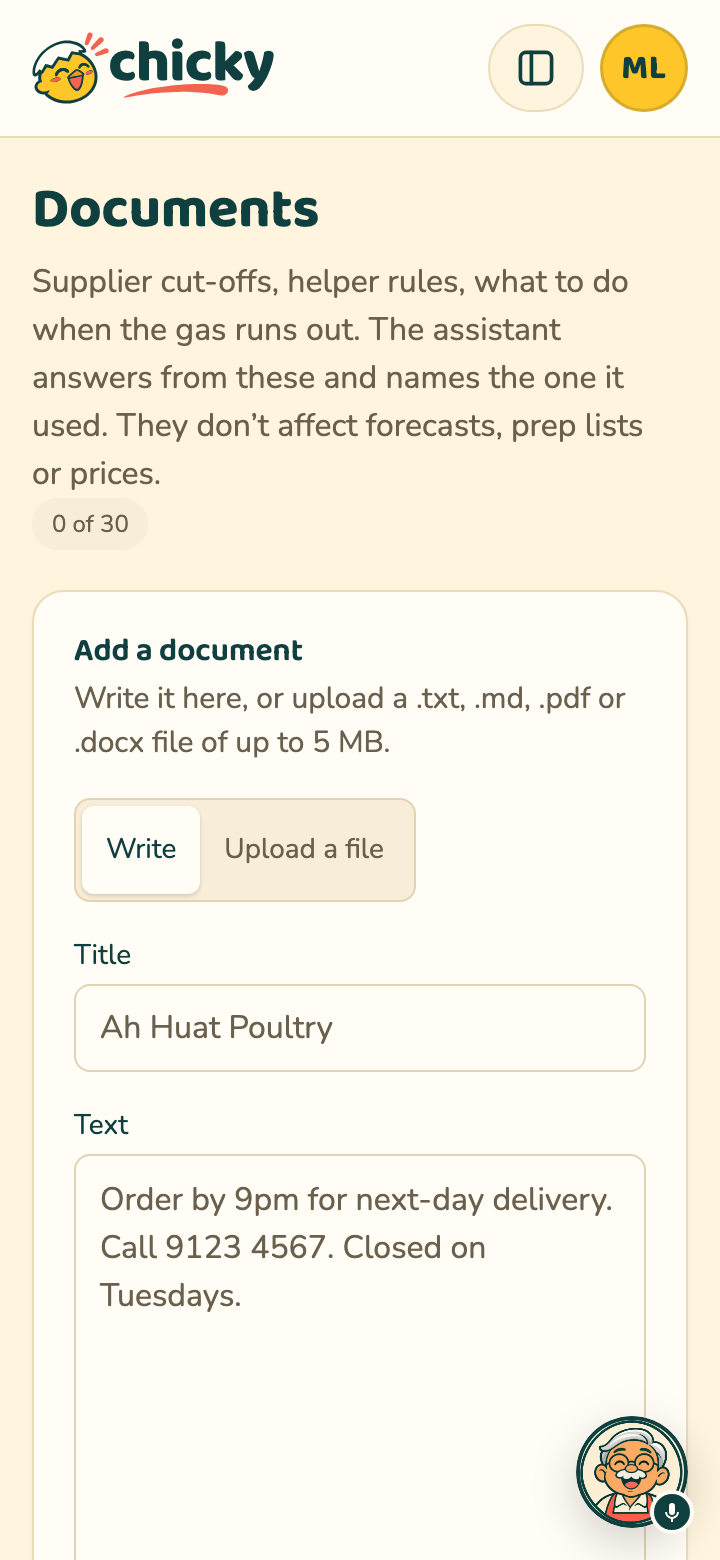 chicky
ML
Documents
Supplier cut-offs, helper rules, what to do
when the gas runs out. The assistant
answers from these and names the one it
used. They don’t affect forecasts, prep lists
or prices.
0 of 30
Add a document
Write it here, or upload a .txt, .md, .pdf or
.docx file of up to 5 MB.
Write
Upload a file
Title
Ah Huat Poultry
Text
Order by 9pm for next-day delivery.
Call 9123 4567. Closed on
Tuesdays.